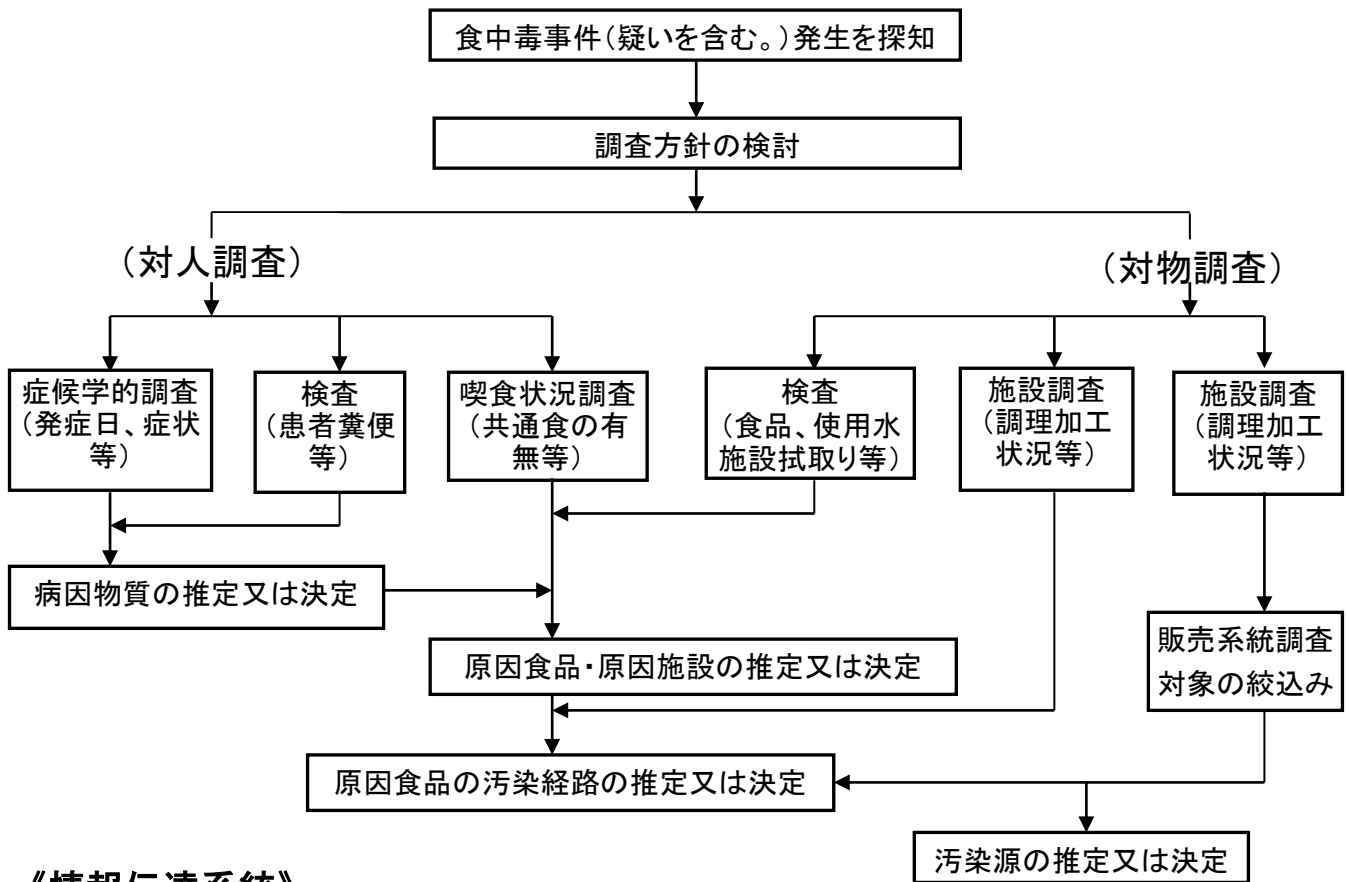 食中毒事件(疑いを含む。)発生を探知
調査方針の検討
(対人調査)
(対物調査)
症候学的調査
(発症日、症状
等)
検査
(患者糞便
等)
喫食状況調査
(共通食の有
無等)
検査
(食品、使用水
施設拭取り等)
施設調査
(調理加工
状況等)
施設調査
(調理加工
状況等)
病因物質の推定又は決定
原因食品・原因施設の推定又は決定
販売系統調査
対象の絞込み
原因食品の汚染経路の推定又は決定
汚染源の推定又は決定
《情報伝達系統》